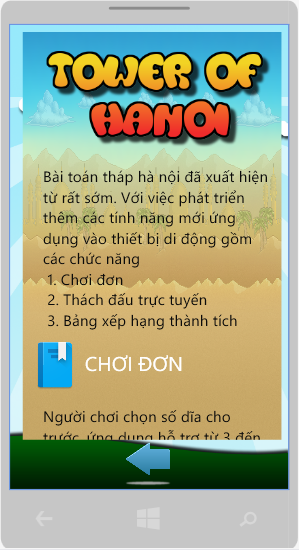 TOWER OF
HANOI
Bài toán tháp hà nội đã xuất hiện
từ rất sớm. Với việc phát triển
thêm các tính năng mới ứng
dụng vào thiết bị di động gồm
các chức năng
1. Chơi đơn
2. Thách đấu trực tuyến
3. Bảng xếp hạng thành tích
CHƠI ĐƠN
Người chơi chọn số dĩa cho
trước, ứng dụng hỗ trợ từ 3 đến